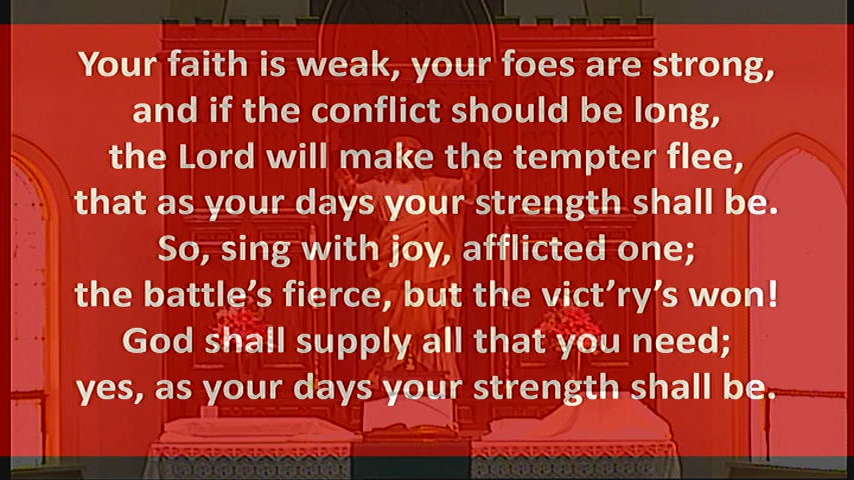 Your faith is weak, your foes are strong,
and if the conflict should be long,
the Lord will make the tempter flee,
that as your days your strength shall be.
So, sing with joy, afflicted one;
the battle’s fierce, but the vict’ry’s won!
God shall supply all that you need;
yes, as your days your strength shall be.